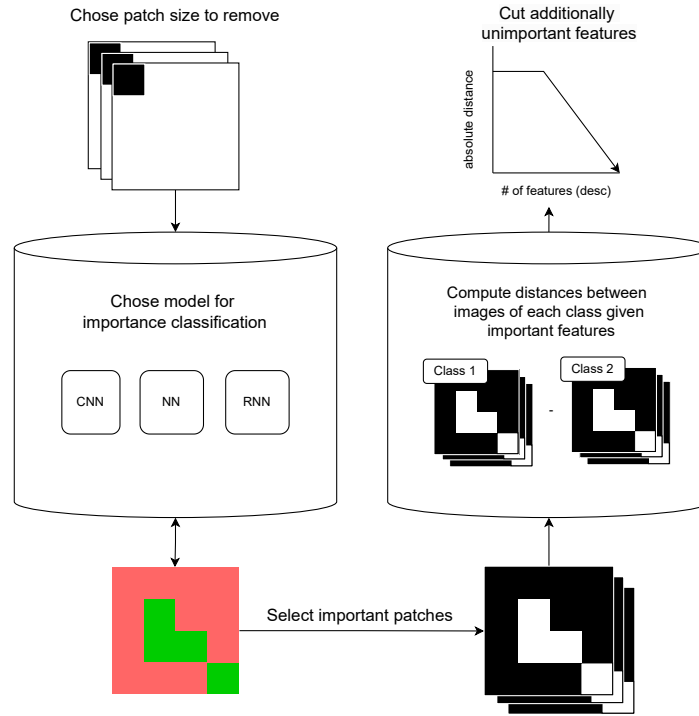 Chose patch size to remove
Chose model for
importance classification
CNN
NN
RNN
Select important patches
Cut additionally
unimportant features
absolute distance
# of features (desc)
Compute distances between
images of each class given
important features
Class 1
-
Class 2